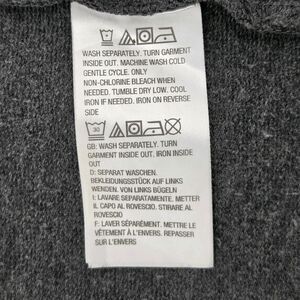 WASH SEPARATELY. TURN GARMENT
INSIDE OUT. MACHINE WASH COLD
GENTLE CYCLE. ONLY
NON-CHLORINE BLEACH WHEN
NEEDED. TUMBLE DRY LOW. COOL
IRON IF NEEDED. IRON ON REVERSE
SIDE
30
GB: WASH SEPARATELY. TURN
GARMENT INSIDE OUT. IRON INSIDE
OUT
D: SEPARAT WASCHEN.
BEKLEIDUNGSSTÜCK AUF LINKS
WENDEN. VON LINKS BÜGELN
I: LAVARE SEPARATAMENTE. METTER
IL CAPO AL ROVESCIO. STIRARE AL
ROVESCIO
F: LAVER SÉPARÉMENT. METTRE LE
VÊTEMENT À L'ENVERS. REPASSER
SUR L'ENVERS